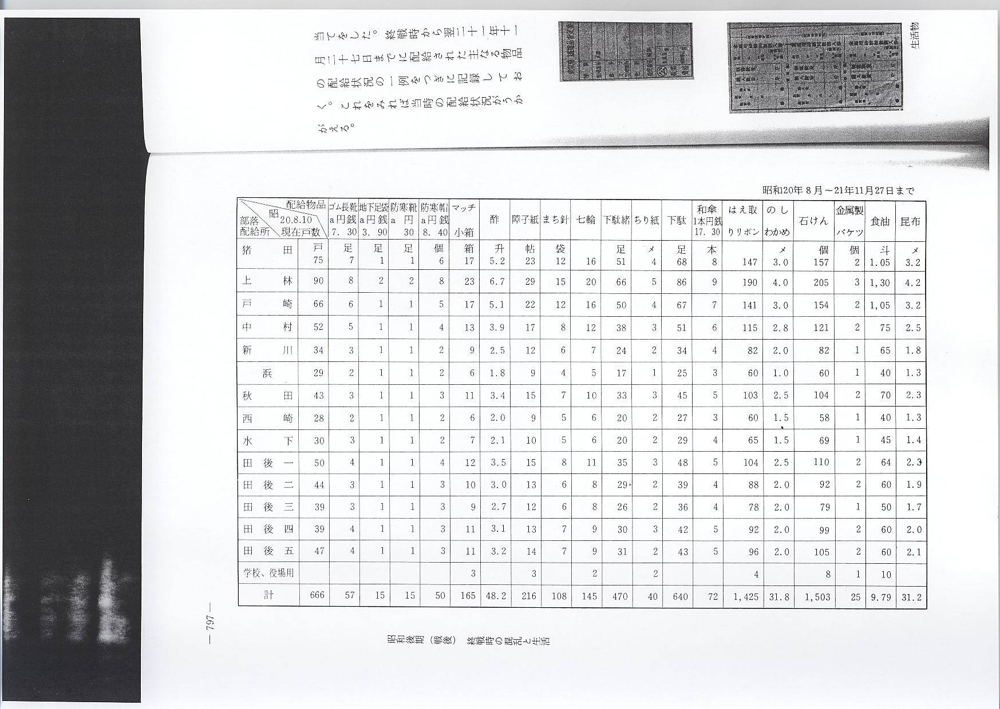 当てをした。終戦時から翌二十一年十一
月二十七日までに配給された主なる物品
の配給状況の一例をつぎに記録してお
く。これをみれば当時の配給状況がうか
がえる。
生活物
昭和20年8月～21年11月27日まで
配給物品 昭20.8.10現在戸数 部落配給所 ゴム長靴a円銭7.30 地下足袋a円銭3.90 防寒靴a円30 防寒帽a円銭8.40 マッチ小箱 酢 障子紙 まち針 七輪 下駄緒 ちり紙 下駄 和傘1本円銭17.30 はえ取りリボン のしわかめ 石けん 金属製バケツ 食油 昆布
猪田 戸75 足7 足1 足1 個6 箱17 升5.2 帖23 袋12 16 足51 メ4 足68 本8 147 メ3.0 個157 個2 斗1.05 メ3.2
上林 90 8 2 2 8 23 6.7 29 15 20 66 5 86 9 190 4.0 205 3 1,30 4.2
戸崎 66 6 1 1 5 17 5.1 22 12 16 50 4 67 7 141 3.0 154 2 1,05 3.2
中村 52 5 1 1 4 13 3.9 17 8 12 38 3 51 6 115 2.8 121 2 75 2.5
新川 34 3 1 1 2 9 2.5 12 6 7 24 2 34 4 82 2.0 82 1 65 1.8
浜 29 2 1 1 2 6 1.8 9 4 5 17 1 25 3 60 1.0 60 1 40 1.3
秋田 43 3 1 1 3 11 3.4 15 7 10 33 3 45 5 103 2.5 104 2 70 2.3
西崎 28 2 1 1 2 6 2.0 9 5 6 20 2 27 3 60 1.5 58 1 40 1.3
水下 30 3 1 1 2 7 2.1 10 5 6 20 2 29 4 65 1.5 69 1 45 1.4
田後一 50 4 1 1 4 12 3.5 15 8 11 35 3 48 5 104 2.5 110 2 64 2.3
田後二 44 3 1 1 3 10 3.0 13 6 8 29 2 39 4 88 2.0 92 2 60 1.9
田後三 39 3 1 1 3 9 2.7 12 6 8 26 2 36 4 78 2.0 79 1 50 1.7
田後四 39 4 1 1 3 11 3.1 13 7 9 30 3 42 5 92 2.0 99 2 60 2.0
田後五 47 4 1 1 3 11 3.2 14 7 9 31 2 43 5 96 2.0 105 2 60 2.1
学校、役場用 3 3 2 2 4 8 1 10
計 666 57 15 15 50 165 48.2 216 108 145 470 40 640 72 1,425 31.8 1,503 25 9.79 31.2
昭和後期（戦後） 終戦時の混乱と生活
— 797 —